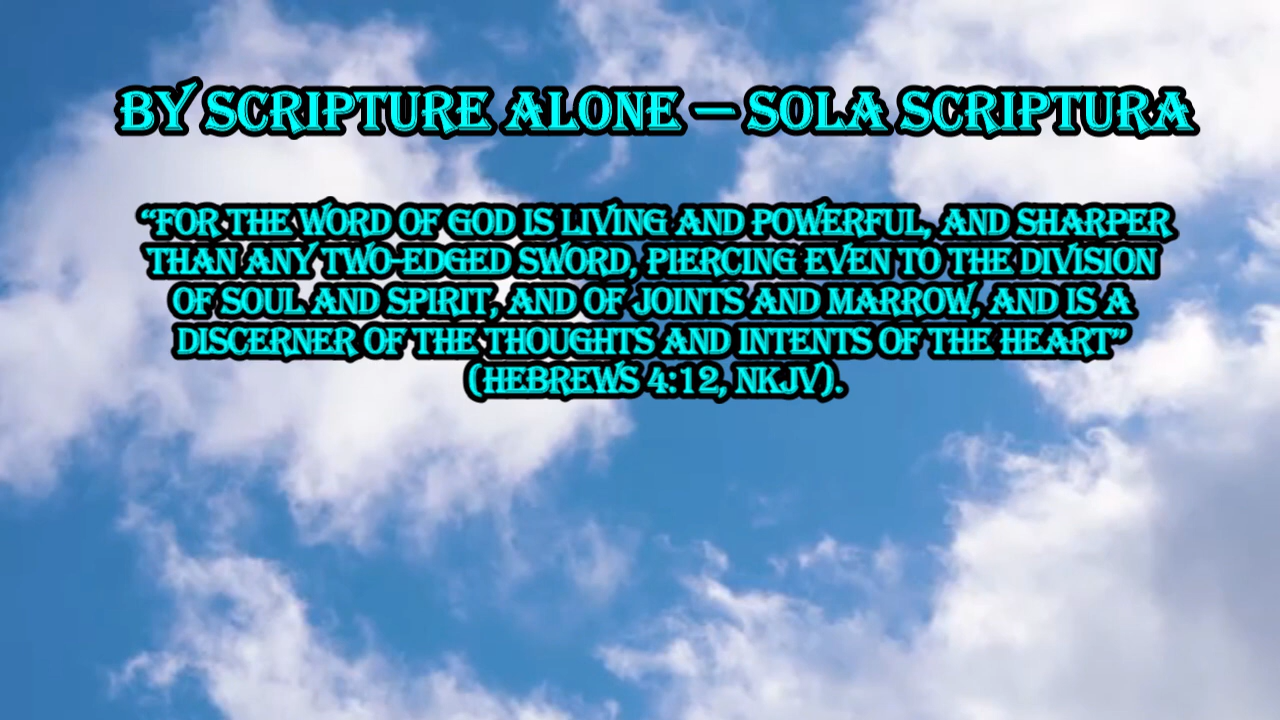 BY SCRIPTURE ALONE – SOLA SCRIPTURA
“FOR THE WORD OF GOD IS LIVING AND POWERFUL, AND SHARPER
THAN ANY TWO-EDGED SWORD, PIERCING EVEN TO THE DIVISION
OF SOUL AND SPIRIT, AND OF JOINTS AND MARROW, AND IS A
DISCERNER OF THE THOUGHTS AND INTENTS OF THE HEART”
(HEBREWS 4:12, NKJV).